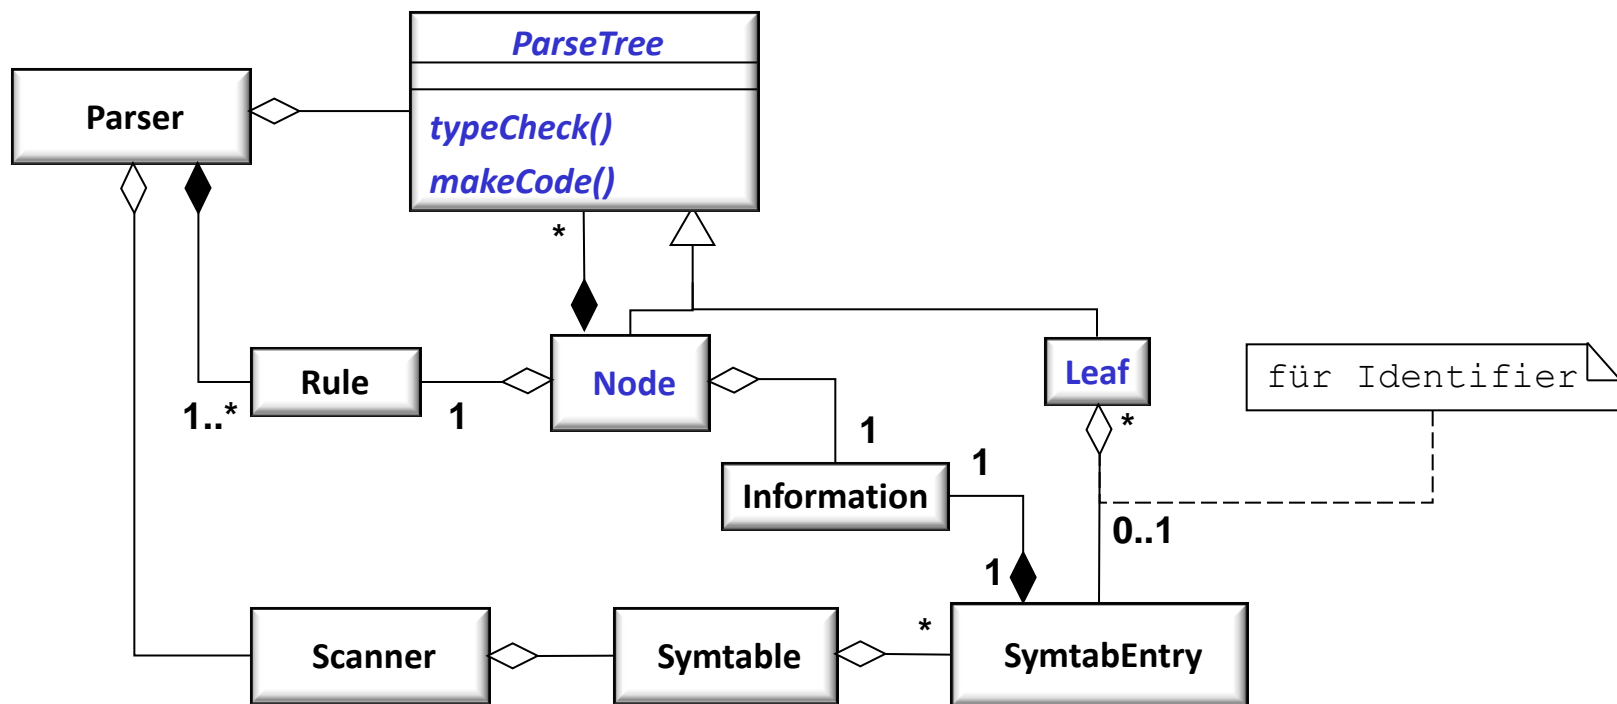 ParseTree
Parser
typeCheck()
makeCode()
*
Rule
Node
Leaf
für Identifier
1..*
1
1
*
Information
1
0..1
1
Scanner
Symtable
*
SymtabEntry